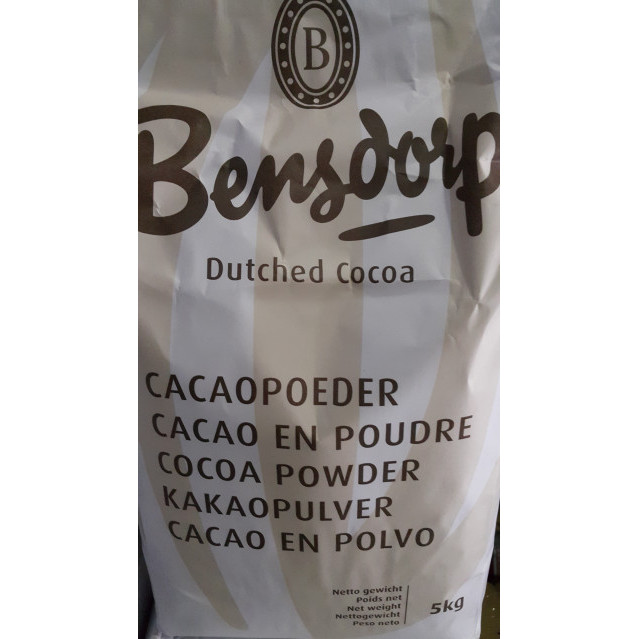 B
Bensdorp
Dutched Cocoa
CACAOPOEDER
CACAO EN POUDRE
COCOA POWDER
KAKAOPULVER
CACAO EN POLVO
Netto gewicht
Poids net
Net weight
Nettogewicht
Peso neto
5kg